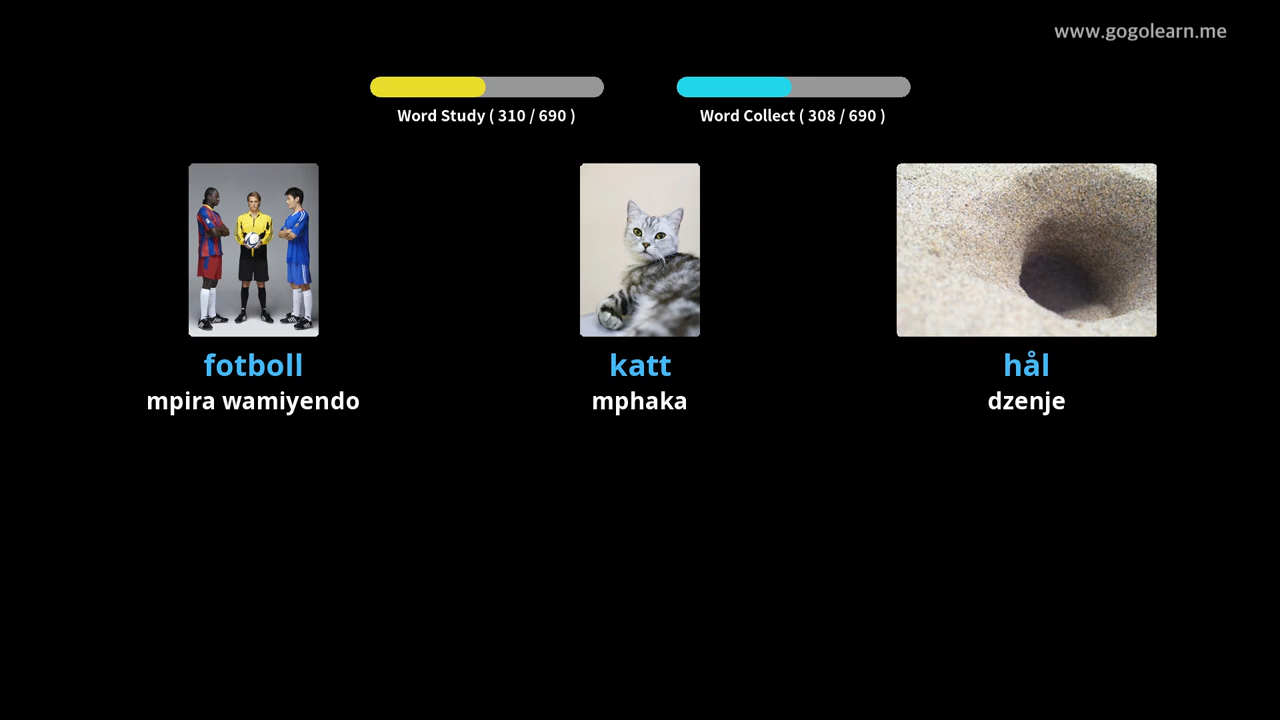 www.gogolearn.me
Word Study ( 310 / 690 )
Word Collect ( 308 / 690 )
fotboll
mpira wamiyendo
katt
mphaka
hål
dzenje